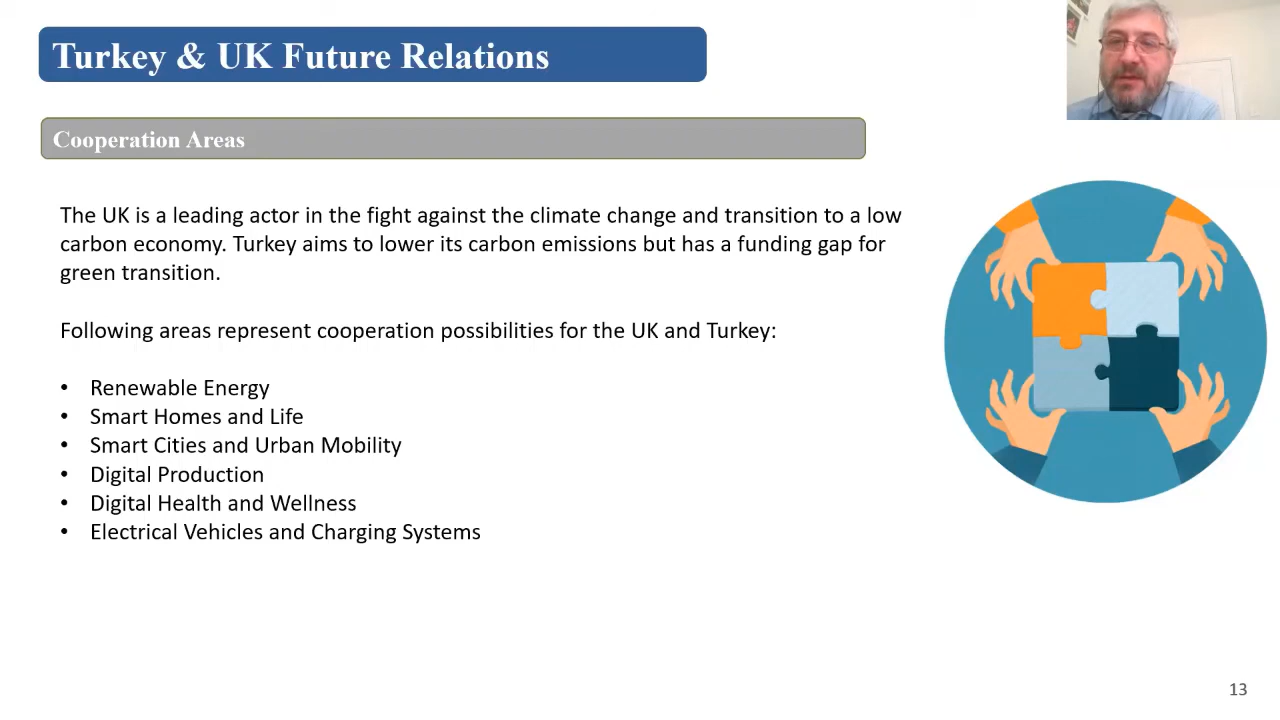 Turkey & UK Future Relations
Cooperation Areas
The UK is a leading actor in the fight against the climate change and transition to a low
carbon economy. Turkey aims to lower its carbon emissions but has a funding gap for
green transition.
Following areas represent cooperation possibilities for the UK and Turkey:
• Renewable Energy
• Smart Homes and Life
• Smart Cities and Urban Mobility
• Digital Production
• Digital Health and Wellness
• Electrical Vehicles and Charging Systems
13